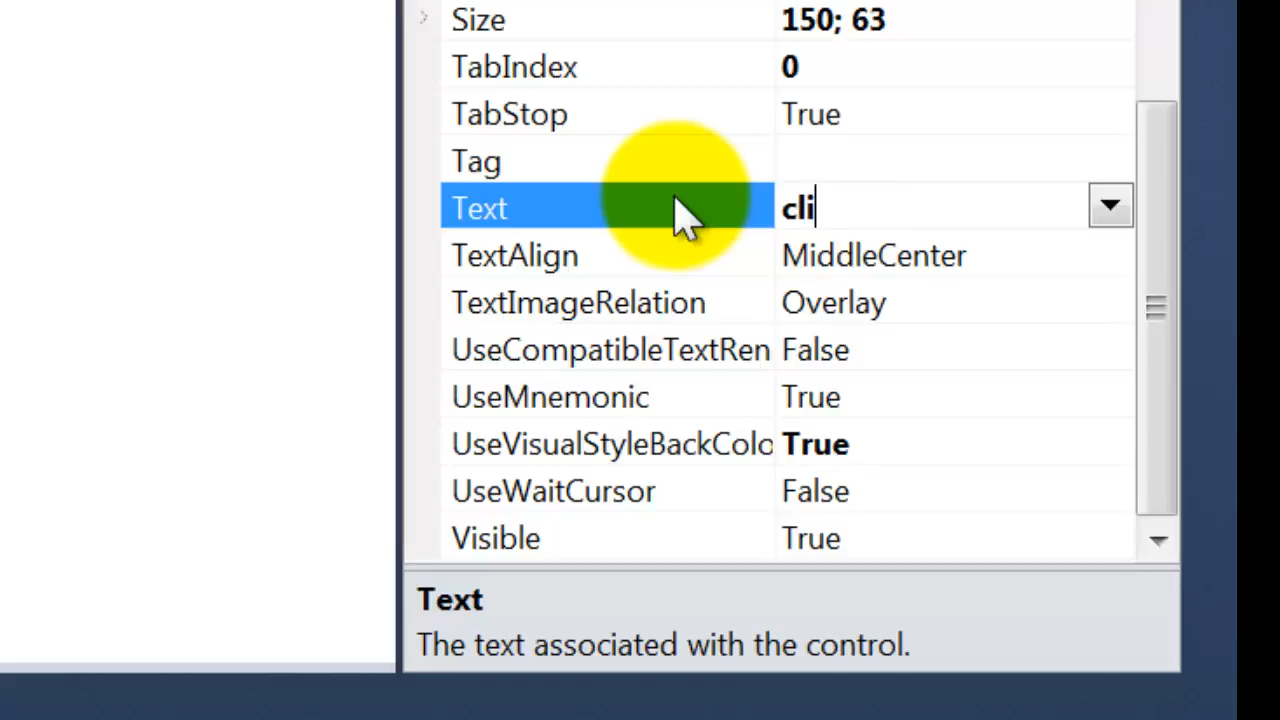 Size 150; 63
TabIndex 0
TabStop True
Tag
Text cli
TextAlign MiddleCenter
TextImageRelation Overlay
UseCompatibleTextRen False
UseMnemonic True
UseVisualStyleBackColo True
UseWaitCursor False
Visible True
Text
The text associated with the control.